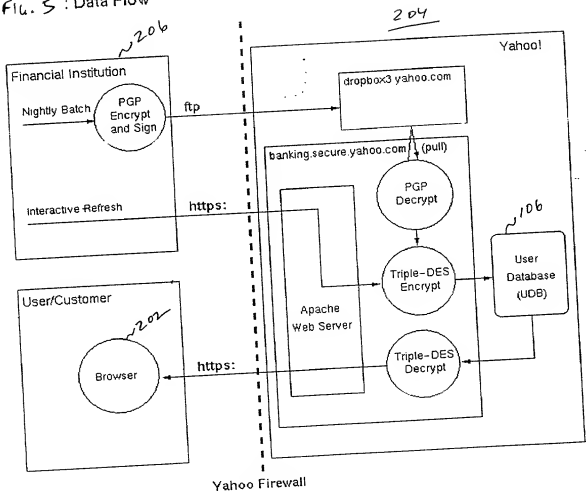 FIG. 5 : Data Flow
206
204
Financial Institution
Nightly Batch
PGP
Encrypt
and Sign
ftp
Yahoo!
dropbox3.yahoo.com
banking.secure.yahoo.com
(pull)
PGP
Decrypt
Interactive Refresh
https:
106
Triple-DES
Encrypt
User
Database
(UDB)
Apache
Web Server
User/Customer
202
Browser
https:
Triple-DES
Decrypt
Yahoo Firewall